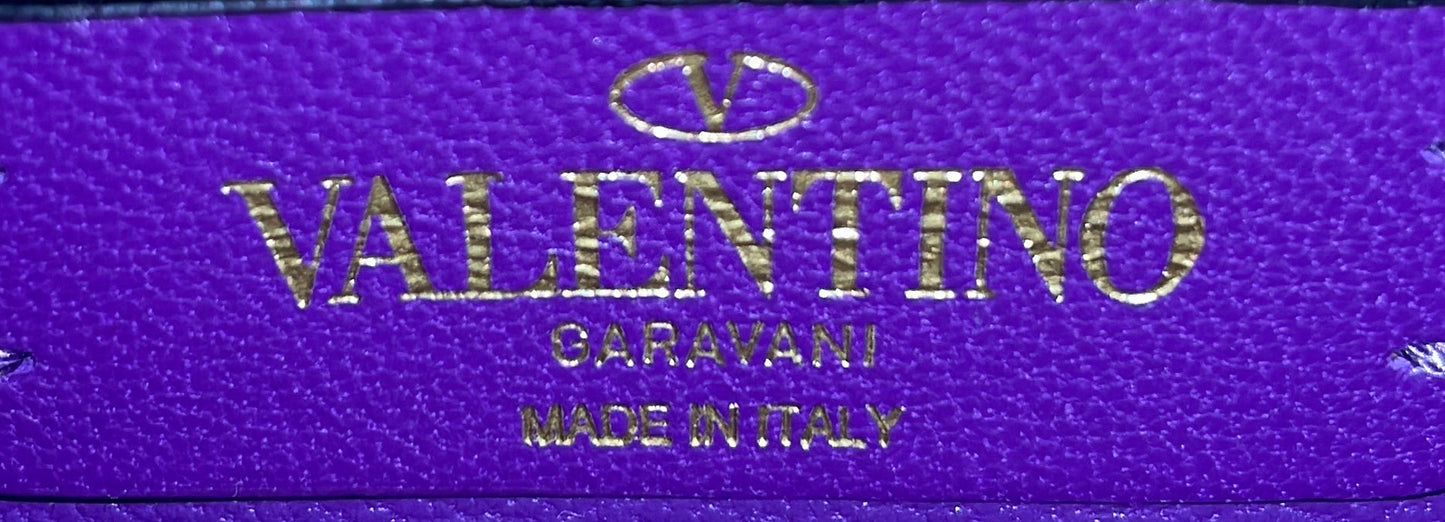 V
VALENTINO
GARAVANI
MADE IN ITALY